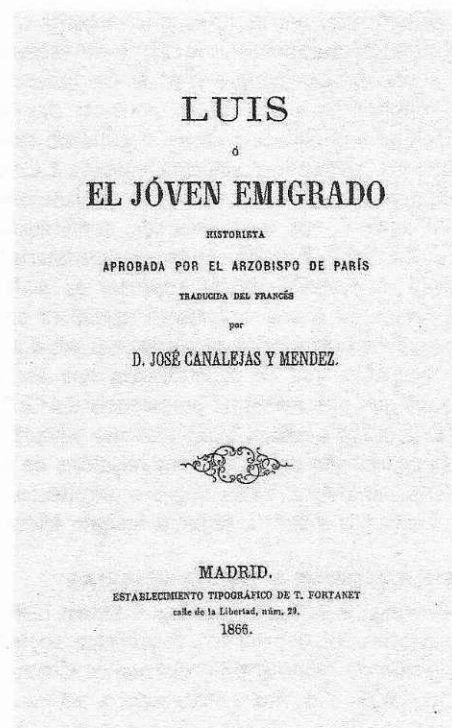 LUIS
ó
EL JÓVEN EMIGRADO
HISTORIETA
APROBADA POR EL ARZOBISPO DE PARÍS
TRADUCIDA DEL FRANCÉS
por
D. JOSÉ CANALEJAS Y MENDEZ.
MADRID.
ESTABLECIMIENTO TIPOGRÁFICO DE T. FORTANET
calle de la Libertad, núm. 29.
1866.